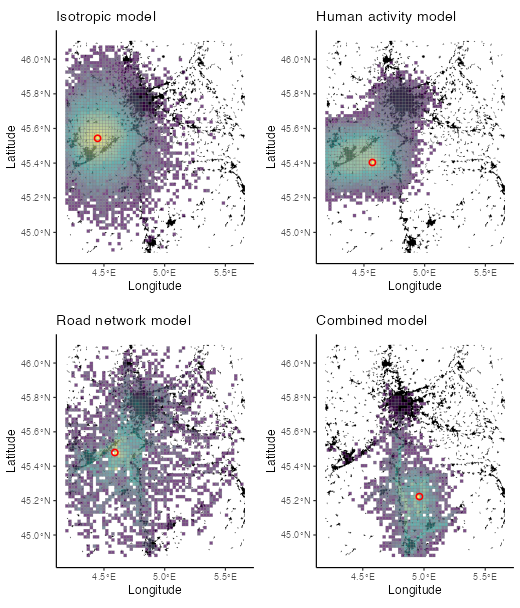 Isotropic model
Human activity model
46.0°N
45.8°N
45.6°N
45.4°N
45.2°N
45.0°N
Latitude
4.5°E
5.0°E
5.5°E
Longitude
46.0°N
45.8°N
45.6°N
45.4°N
45.2°N
45.0°N
Latitude
4.5°E
5.0°E
5.5°E
Longitude
Road network model
Combined model
46.0°N
45.8°N
45.6°N
45.4°N
45.2°N
45.0°N
Latitude
4.5°E
5.0°E
5.5°E
Longitude
46.0°N
45.8°N
45.6°N
45.4°N
45.2°N
45.0°N
Latitude
4.5°E
5.0°E
5.5°E
Longitude